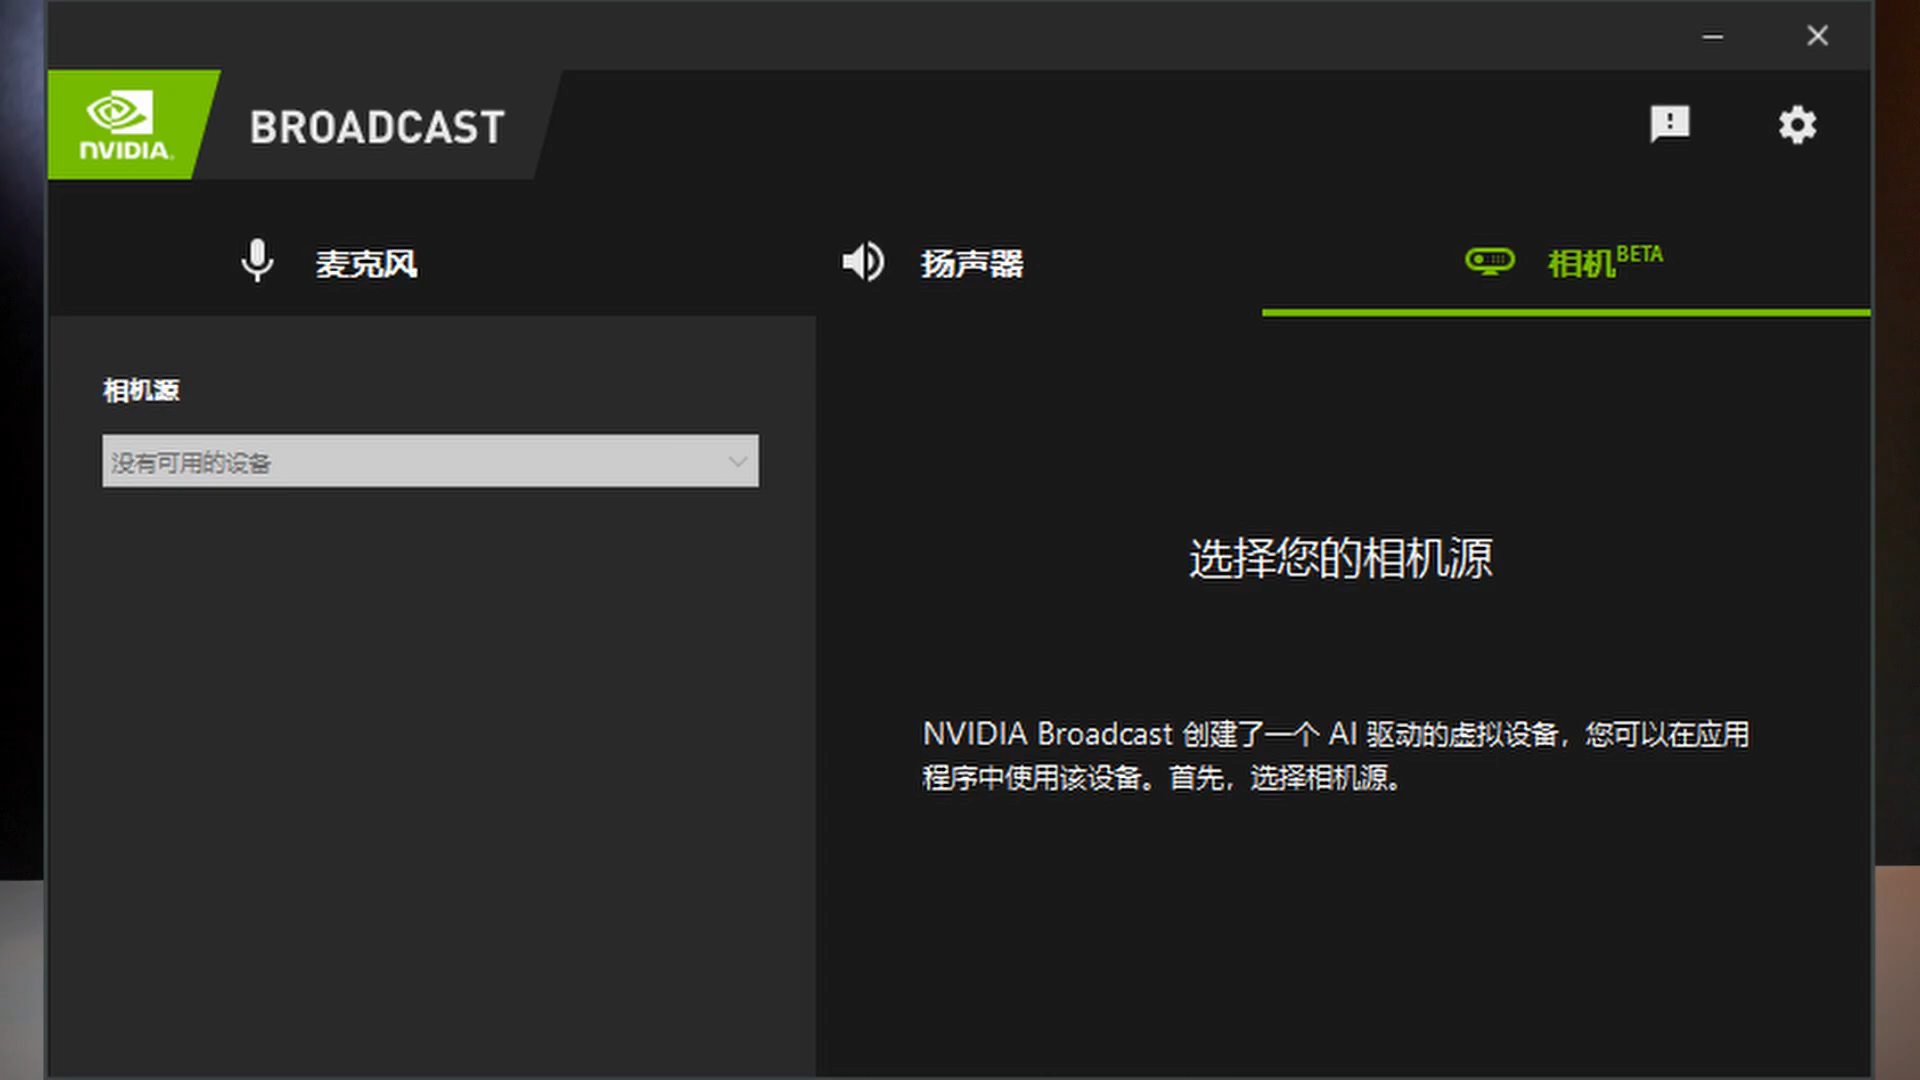 NVIDIA
BROADCAST
麦克风
扬声器
相机BETA
相机源
没有可用的设备
选择您的相机源
NVIDIA Broadcast 创建了一个 AI 驱动的虚拟设备，您可以在应用
程序中使用该设备。首先，选择相机源。